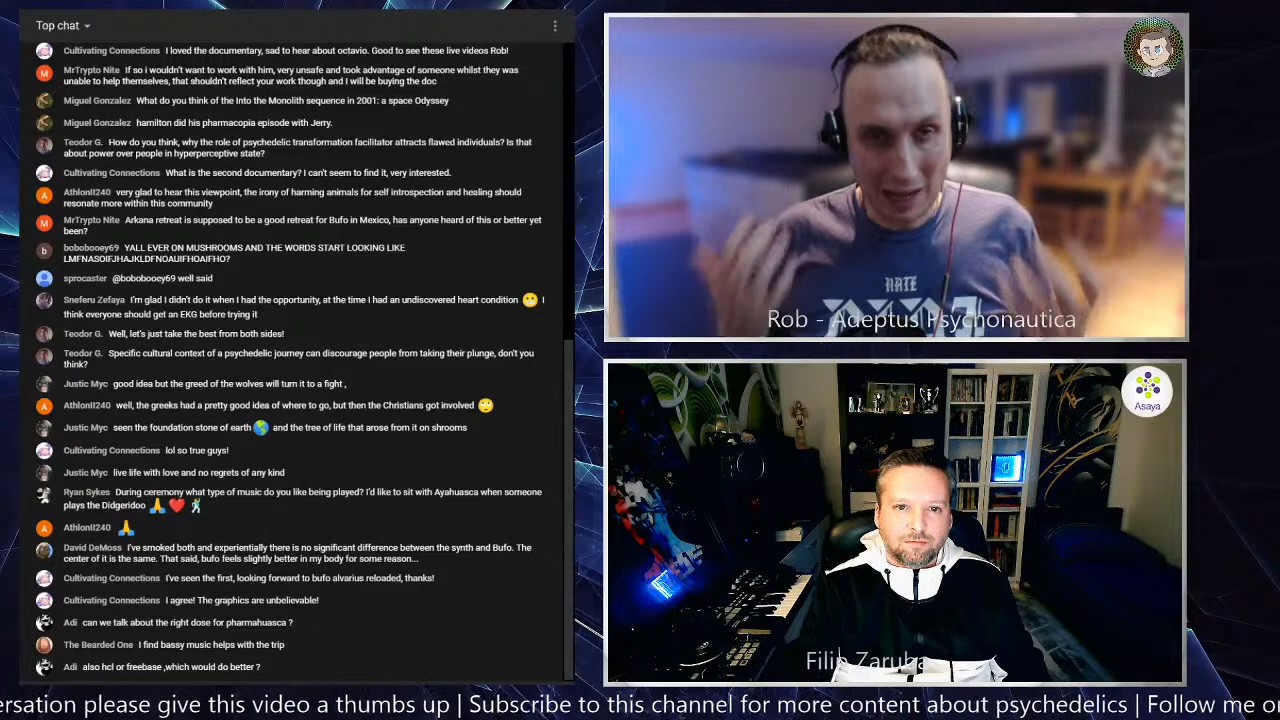 Top chat
Cultivating Connections I loved the documentary, sad to hear about octavio. Good to see these live videos Rob!
M
MrTrypto Nite If so i wouldn't want to work with him, very unsafe and took advantage of someone whilst they was
unable to help themselves, that shouldn't reflect your work though and I will be buying the doc
Miguel Gonzalez What do you think of the Into the Monolith sequence in 2001: a space Odyssey
Miguel Gonzalez hamilton did his pharmacopia episode with Jerry.
Teodor G. How do you think, why the role of psychedelic transformation facilitator attracts flawed individuals? Is that
about power over people in hyperperceptive state?
Cultivating Connections What is the second documentary? I can't seem to find it, very interested.
A
AthlonII240 very glad to hear this viewpoint, the irony of harming animals for self introspection and healing should
resonate more within this community
M
MrTrypto Nite Arkana retreat is supposed to be a good retreat for Bufo in Mexico, has anyone heard of this or better yet
been?
b
bobobooey69 YALL EVER ON MUSHROOMS AND THE WORDS START LOOKING LIKE
LMFNASOIFJHAJKLDFNOAUIFHOAIFHO?
sprocaster @bobobooey69 well said
Sneferu Zefaya I'm glad I didn't do it when I had the opportunity, at the time I had an undiscovered heart condition 😬 I
think everyone should get an EKG before trying it
Teodor G. Well, let's just take the best from both sides!
Teodor G. Specific cultural context of a psychedelic journey can discourage people from taking their plunge, don't you
think?
Justic Myc good idea but the greed of the wolves will turn it to a fight ,
A
AthlonII240 well, the greeks had a pretty good idea of where to go, but then the Christians got involved 🙄
Justic Myc seen the foundation stone of earth 🌎 and the tree of life that arose from it on shrooms
Cultivating Connections lol so true guys!
Justic Myc live life with love and no regrets of any kind
Ryan Sykes During ceremony what type of music do you like being played? I'd like to sit with Ayahuasca when someone
plays the Didgeridoo 🙏 ❤️ 🕺
A
AthlonII240 🙏
David DeMoss I've smoked both and experientially there is no significant difference between the synth and Bufo. The
center of it is the same. That said, bufo feels slightly better in my body for some reason...
Cultivating Connections I've seen the first, looking forward to bufo alvarius reloaded, thanks!
Cultivating Connections I agree! The graphics are unbelievable!
Adi can we talk about the right dose for pharmahuasca ?
The Bearded One I find bassy music helps with the trip
Adi also hcl or freebase ,which would do better ?
HATE
Rob - Adeptus Psychonautica
Asaya
Filip Zaruba
ersation please give this video a thumbs up | Subscribe to this channel for more content about psychedelics | Follow me o